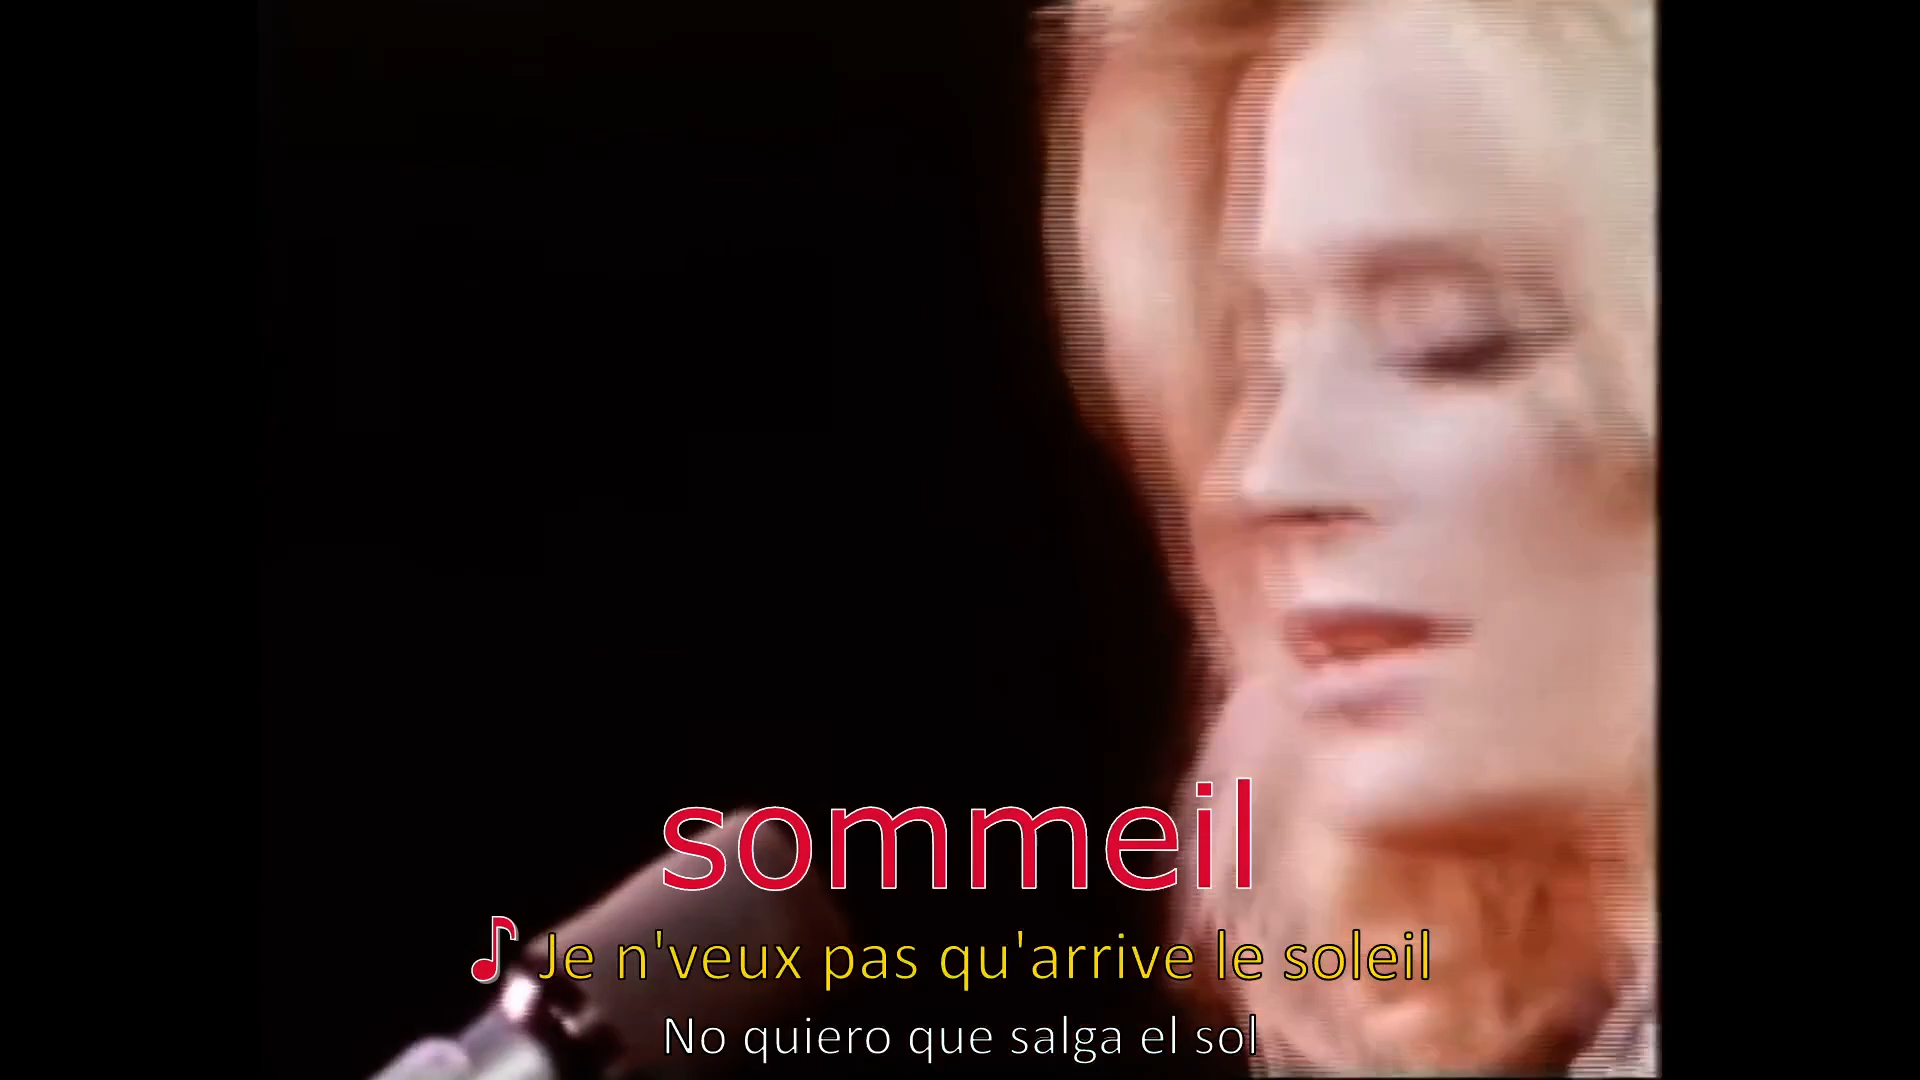 sommeil
Je n'veux pas qu'arrive le soleil
No quiero que salga el sol